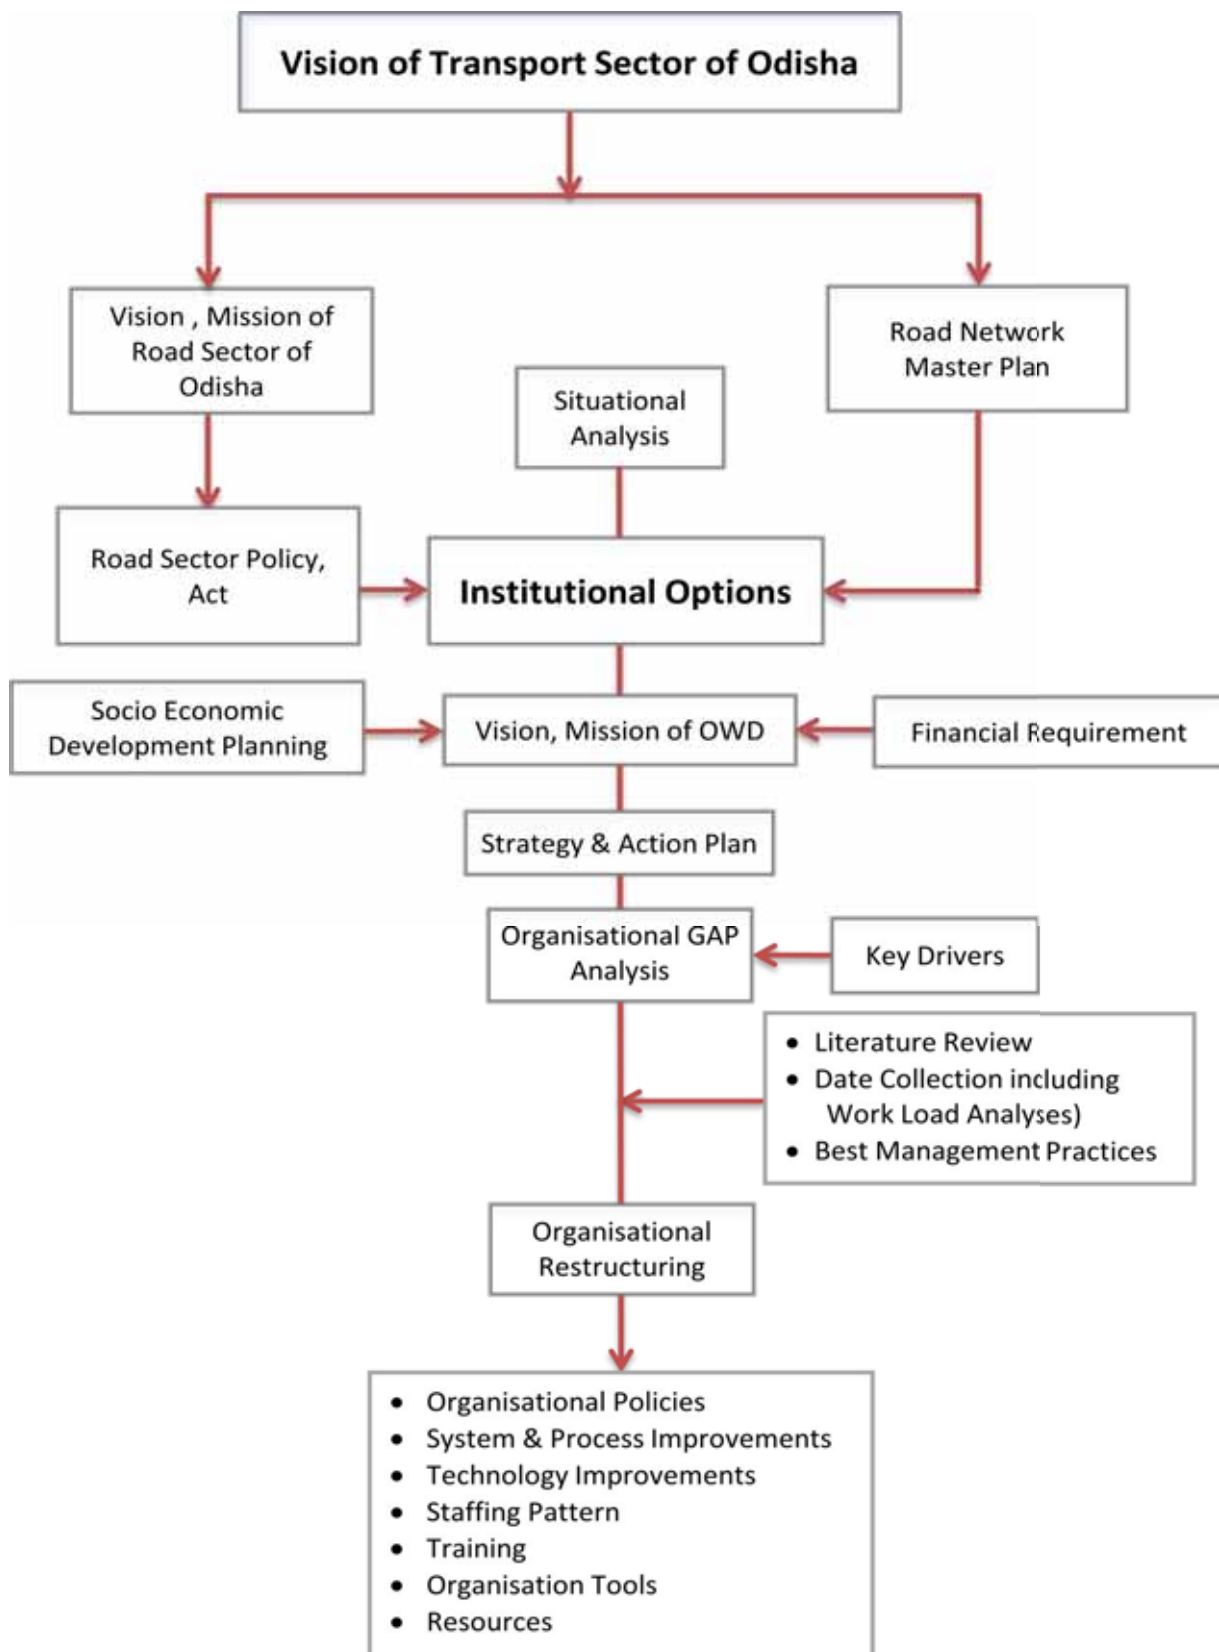 Vision of Transport Sector of Odisha
Vision , Mission of
Road Sector of
Odisha
Road Network
Master Plan
Situational
Analysis
Road Sector Policy,
Act
Institutional Options
Socio Economic
Development Planning
Vision, Mission of OWD
Financial Requirement
Strategy & Action Plan
Organisational GAP
Analysis
Key Drivers
• Literature Review
• Date Collection including
Work Load Analyses)
• Best Management Practices
Organisational
Restructuring
• Organisational Policies
• System & Process Improvements
• Technology Improvements
• Staffing Pattern
• Training
• Organisation Tools
• Resources